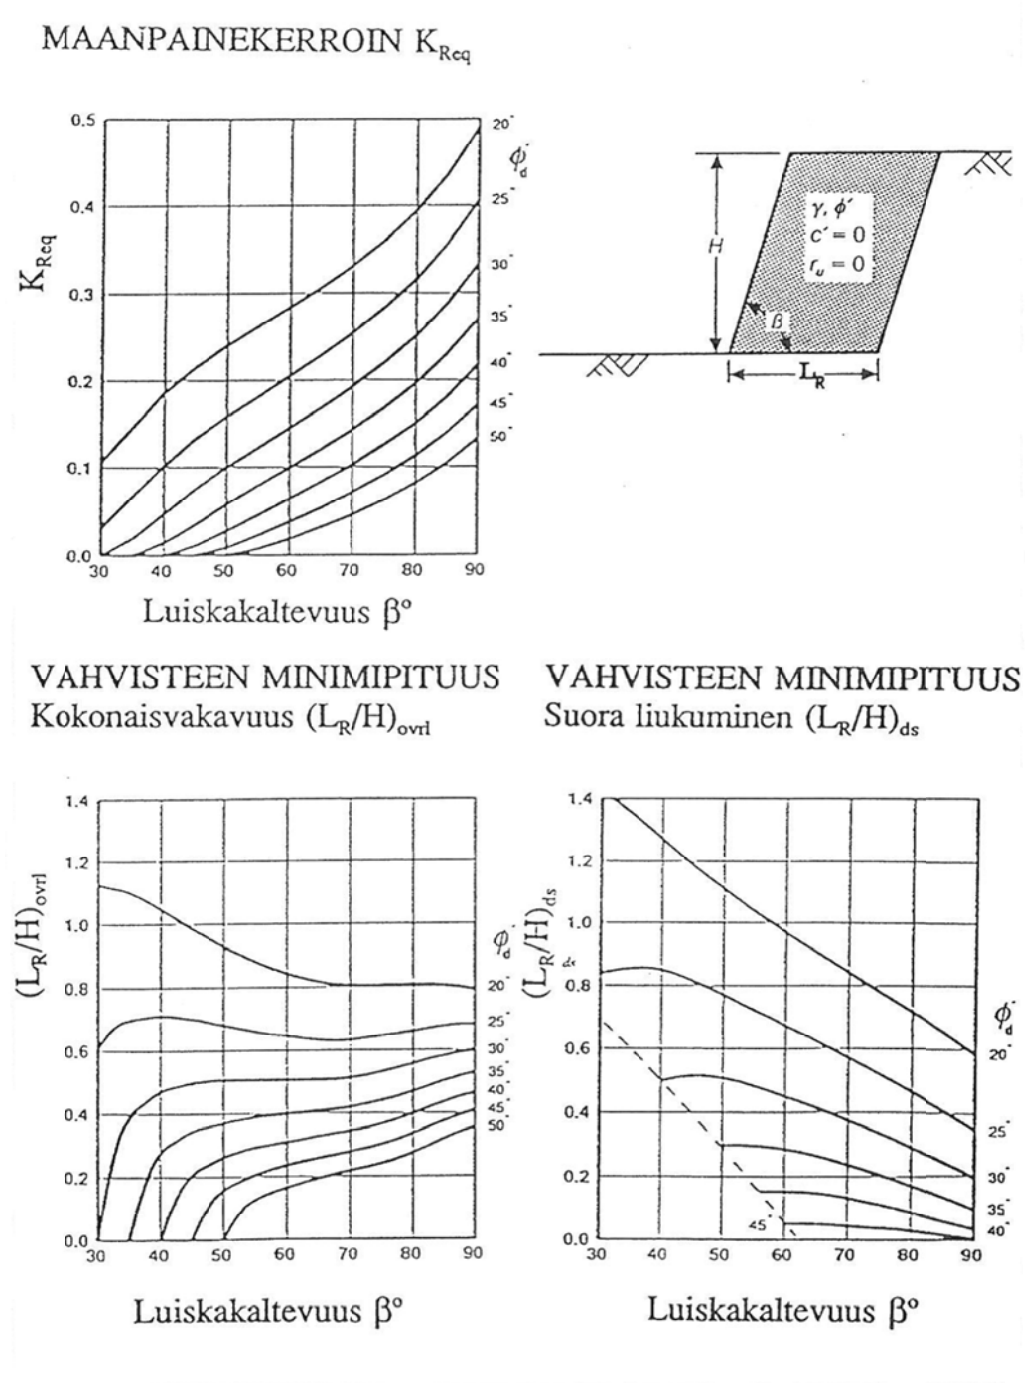 MAANPAINEKERROIN K_Req
0.5
0.4
0.3
0.2
0.1
0.0
K_Req
30 40 50 60 70 80 90
20°
ϕ'_d
25°
30°
35°
40°
45°
50°
Luiskakaltevuus β°
γ, ϕ'
c' = 0
r_u = 0
H
β
L_R
VAHVISTEEN MINIMIPITUUS
Kokonaisvakavuus (L_R/H)_ovrl
1.4
1.2
1.0
0.8
0.6
0.4
0.2
0.0
(L_R/H)_ovrl
30 40 50 60 70 80 90
ϕ'_d
20°
25°
30°
35°
40°
45°
50°
Luiskakaltevuus β°
VAHVISTEEN MINIMIPITUUS
Suora liukuminen (L_R/H)_ds
1.4
1.2
1.0
ds
0.8
0.6
0.4
0.2
0.0
(L_R/H)_ds
45°
30 40 50 60 70 80 90
ϕ'_d
20°
25°
30°
35°
40°
Luiskakaltevuus β°